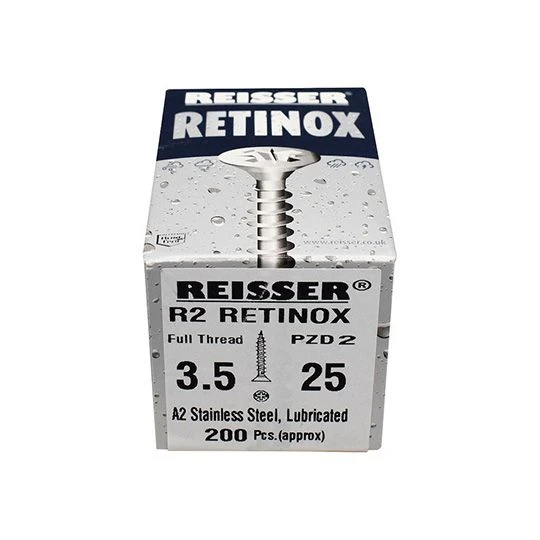 REISSER®
RETINOX
www.reisser.co.uk
REISSER®
R2 RETINOX
Full Thread PZD 2
3.5 25
A2 Stainless Steel, Lubricated
200 Pcs.(approx)